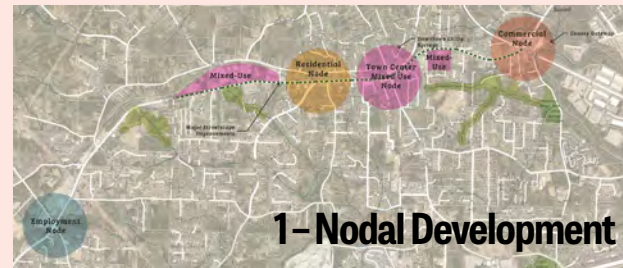 Commercial
Node
Residential
Node
Mixed-Use
Town Center
Mixed Use
Node
Mixed-
Use
Major Streetscape
Improvements
Employment
Node
1 – Nodal Development